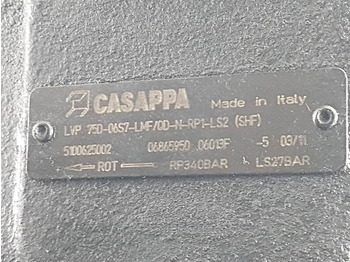 CASAPPA Made in Italy
LVP 75D-06S7-LMF/OD-N-RP1-LS2 (SHF)
5100625002 06865950 .06013F -5 03/11
ROT RP340BAR LS27BAR